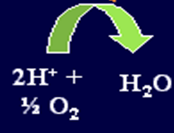 2H⁺ + H₂O
½ O₂